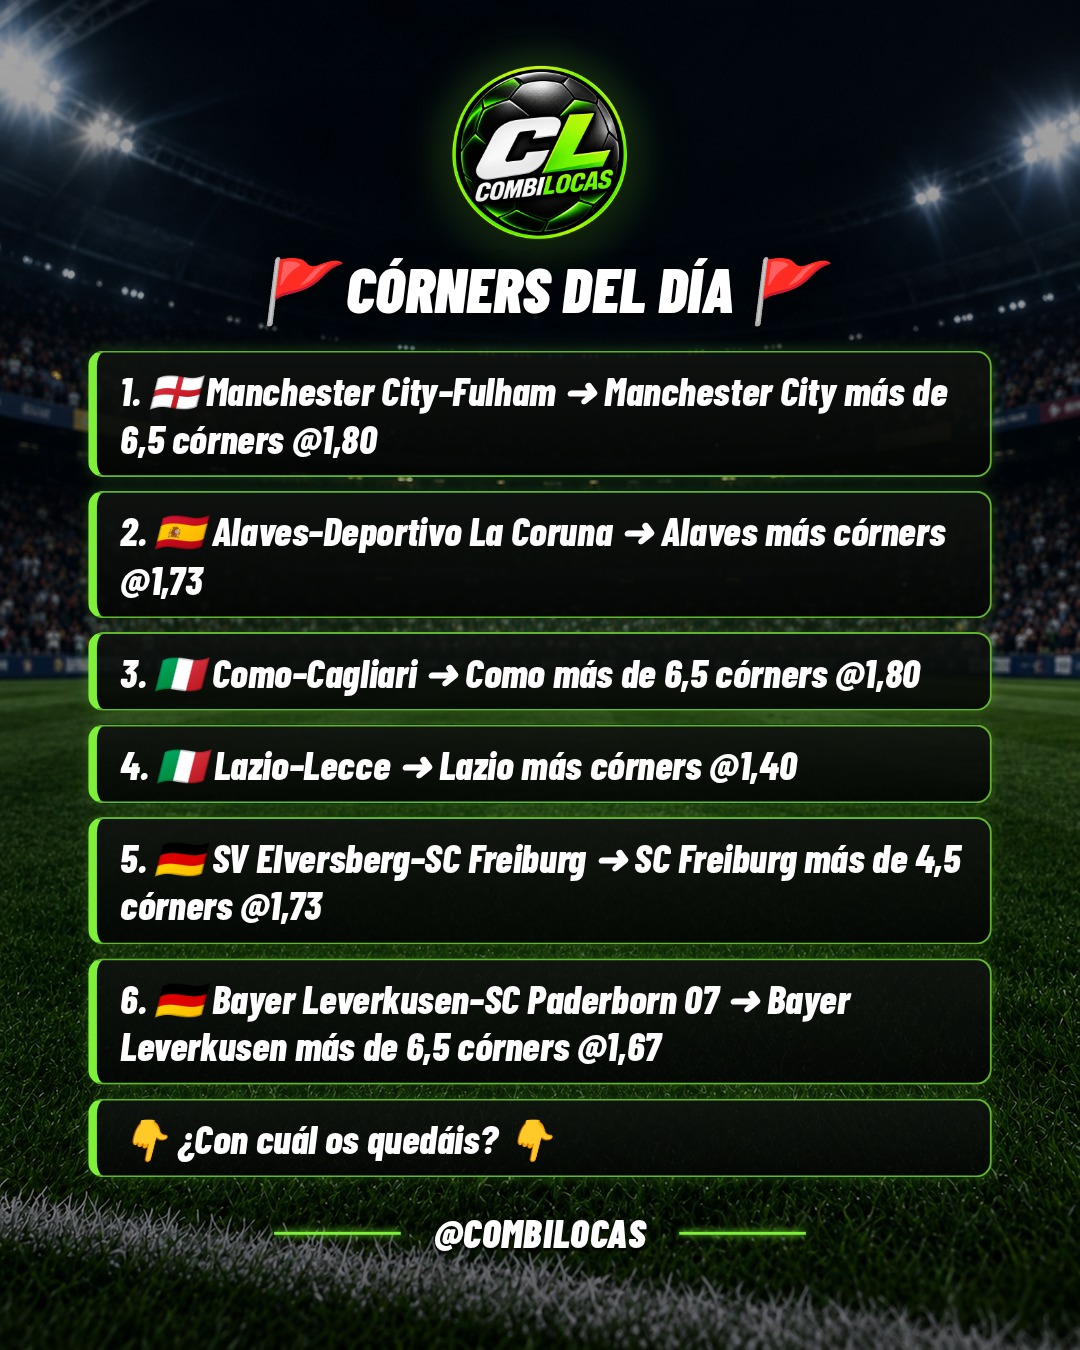 CL
COMBILOCAS
🚩 CÓRNERS DEL DÍA 🚩
1. 🏴󠁧󠁢󠁥󠁮󠁧󠁿 Manchester City-Fulham → Manchester City más de
6,5 córners @1,80
2. 🇪🇸 Alaves-Deportivo La Coruna → Alaves más córners
@1,73
3. 🇮🇹 Como-Cagliari → Como más de 6,5 córners @1,80
4. 🇮🇹 Lazio-Lecce → Lazio más córners @1,40
5. 🇩🇪 SV Elversberg-SC Freiburg → SC Freiburg más de 4,5
córners @1,73
6. 🇩🇪 Bayer Leverkusen-SC Paderborn 07 → Bayer
Leverkusen más de 6,5 córners @1,67
👇 ¿Con cuál os quedáis? 👇
@COMBILOCAS